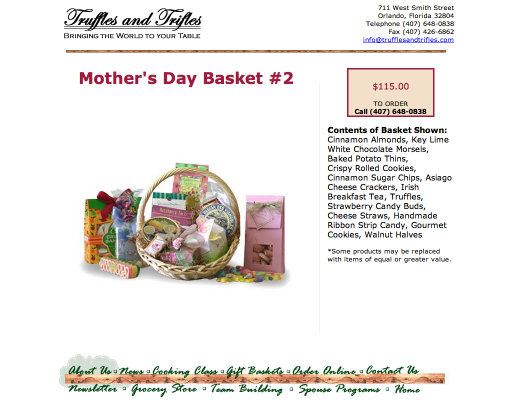 Truffles and Trifles
BRINGING THE WORLD TO YOUR TABLE
711 West Smith Street
Orlando, Florida 32804
Telephone (407) 648-0838
Fax (407) 426-6862
info@trufflesandtrifles.com
Mother's Day Basket #2
$115.00
TO ORDER
Call (407) 648-0838
Contents of Basket Shown:
Cinnamon Almonds, Key Lime
White Chocolate Morsels,
Baked Potato Thins,
Crispy Rolled Cookies,
Cinnamon Sugar Chips, Asiago
Cheese Crackers, Irish
Breakfast Tea, Truffles,
Strawberry Candy Buds,
Cheese Straws, Handmade
Ribbon Strip Candy, Gourmet
Cookies, Walnut Halves
*Some products may be replaced
with items of equal or greater value.
About Us News Cooking Class Gift Baskets Order Online Contact Us
Newsletter Grocery Store Team Building Spouse Programs Home